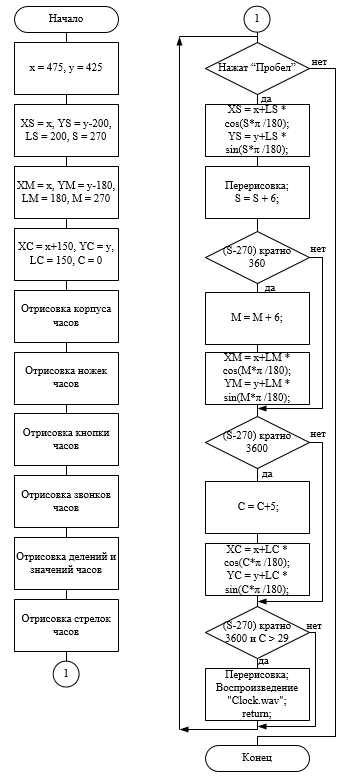 Начало
x = 475, y = 425
XS = x, YS = y-200,
LS = 200, S = 270
XM = x, YM = y-180,
LM = 180, M = 270
XC = x+150, YC = y,
LC = 150, C = 0
Отрисовка корпуса
часов
Отрисовка ножек
часов
Отрисовка кнопки
часов
Отрисовка звонков
часов
Отрисовка делений и
значений часов
Отрисовка стрелок
часов
1
1
Нажат “Пробел”
нет
да
XS = x+LS *
cos(S*π /180);
YS = y+LS *
sin(S*π /180);
Перерисовка;
S = S + 6;
(S-270) кратно
360
нет
да
M = M + 6;
XM = x+LM *
cos(M*π /180);
YM = y+LM *
sin(M*π /180);
(S-270) кратно
3600
нет
да
C = C+5;
XC = x+LC *
cos(C*π /180);
YC = y+LC *
sin(C*π /180);
(S-270) кратно
3600 и C > 29
нет
да
Перерисовка;
Воспроизведение
"Clock.wav";
return;
Конец